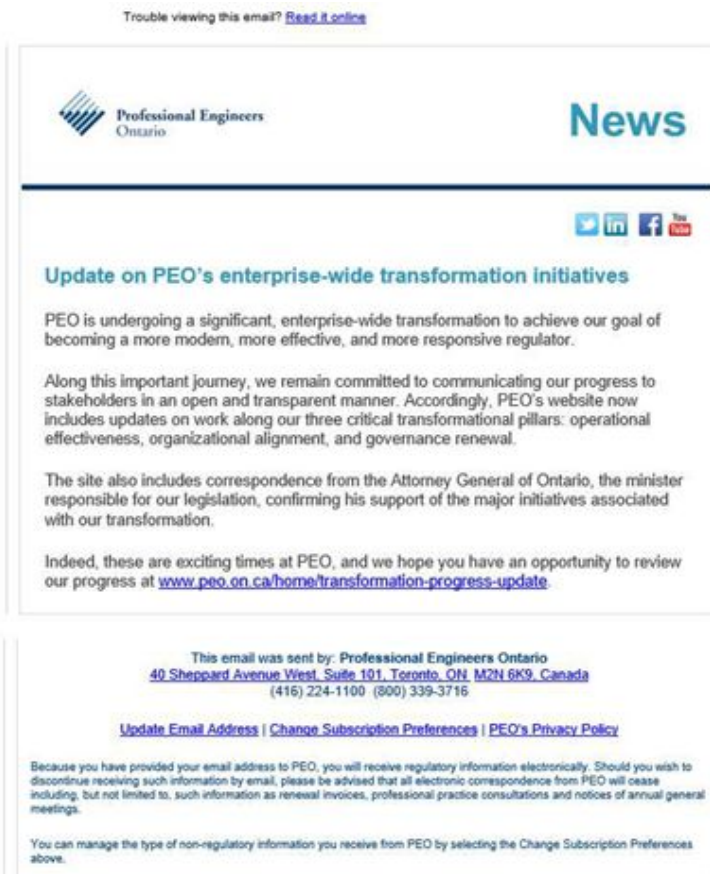 Trouble viewing this email? Read it online
Professional Engineers
Ontario
News
You
Tube
Update on PEO's enterprise-wide transformation initiatives
PEO is undergoing a significant, enterprise-wide transformation to achieve our goal of
becoming a more modern, more effective, and more responsive regulator.
Along this important journey, we remain committed to communicating our progress to
stakeholders in an open and transparent manner. Accordingly, PEO's website now
includes updates on work along our three critical transformational pillars: operational
effectiveness, organizational alignment, and governance renewal.
The site also includes correspondence from the Attorney General of Ontario, the minister
responsible for our legislation, confirming his support of the major initiatives associated
with our transformation.
Indeed, these are exciting times at PEO, and we hope you have an opportunity to review
our progress at www.peo.on.ca/home/transformation-progress-update.
This email was sent by: Professional Engineers Ontario
40 Sheppard Avenue West, Suite 101, Toronto, ON, M2N 6K9, Canada
(416) 224-1100 (800) 339-3716
Update Email Address | Change Subscription Preferences | PEO's Privacy Policy
Because you have provided your email address to PEO, you will receive regulatory information electronically. Should you wish to
discontinue receiving such information by email, please be advised that all electronic correspondence from PEO will cease
including, but not limited to, such information as renewal invoices, professional practice consultations and notices of annual general
meetings.
You can manage the type of non-regulatory information you receive from PEO by selecting the Change Subscription Preferences
above.